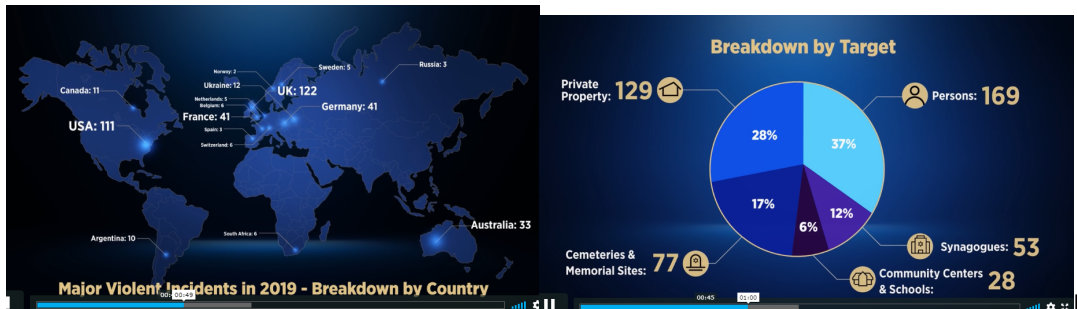 Norway: 2
Sweden: 5
Russia: 3
Ukraine: 12
UK: 122
Canada: 11
Netherlands: 5
Belgium: 6
Germany: 41
USA: 111
France: 41
Spain: 3
Switzerland: 6
Australia: 33
South Africa: 6
Argentina: 10
Major Violent Incidents in 2019 - Breakdown by Country
00:49
Breakdown by Target
Private
Property: 129
Persons: 169
28%
37%
17%
12%
6%
Cemeteries &
Memorial Sites: 77
Synagogues: 53
Community Centers
& Schools: 28
00:45
01:00